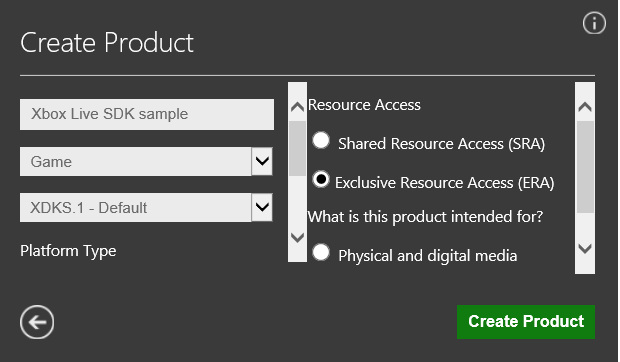 Create Product
Xbox Live SDK sample
Game
XDKS.1 - Default
Platform Type
Resource Access
Shared Resource Access (SRA)
Exclusive Resource Access (ERA)
What is this product intended for?
Physical and digital media
Create Product